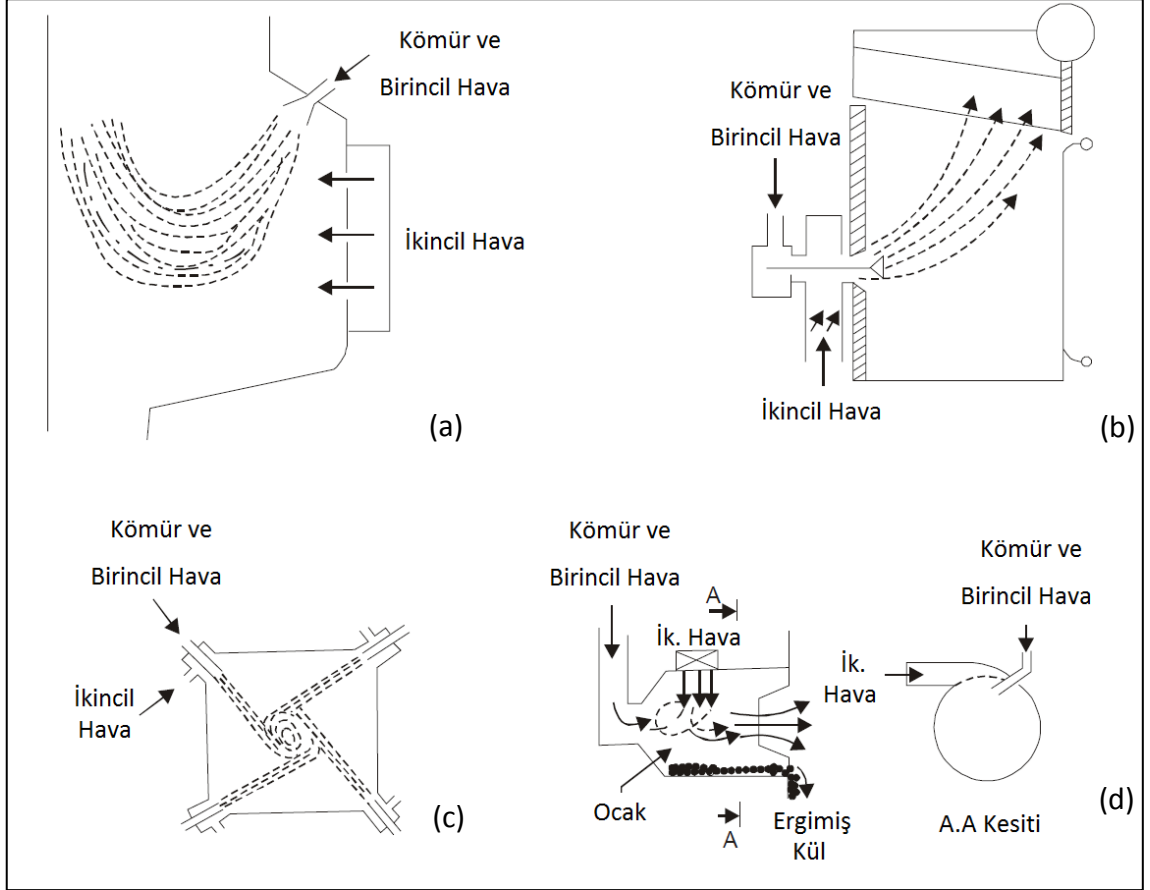 Kömür ve
Birincil Hava
İkincil Hava
(a)
Kömür ve
Birincil Hava
İkincil Hava
(b)
Kömür ve
Birincil Hava
İkincil
Hava
(c)
Kömür ve
Birincil Hava
A
İk. Hava
Ocak
A
Ergimiş
Kül
Kömür ve
Birincil Hava
İk.
Hava
A.A Kesiti
(d)